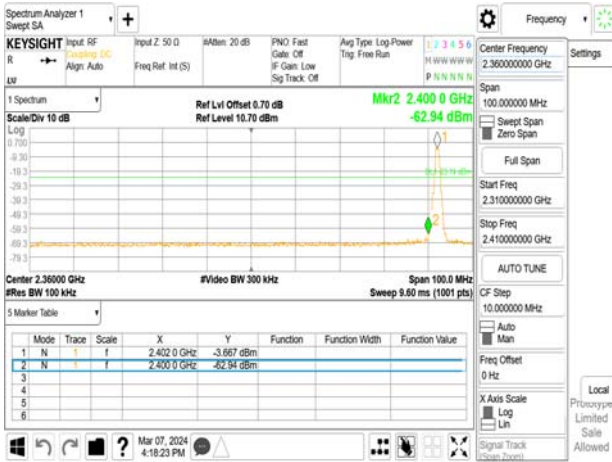 Spectrum Analyzer 1
Swept SA
+
Frequency
KEYSIGHT
Input: RF
Coupling: DC
Align: Auto
Input Z: 50 Ω
Freq Ref: Int (S)
#Atten: 20 dB
PNO: Fast
Gate: Off
IF Gain: Low
Sig Track: Off
Avg Type: Log-Power
Trig: Free Run
1 2 3 4 5 6
M W W W W W
P N N N N N
R
LXI
1 Spectrum
Scale/Div 10 dB
Log
Ref Lvl Offset 0.70 dB
Ref Level 10.70 dBm
Mkr2 2.400 0 GHz
-62.94 dBm
0.700
-9.30
-19.3
-29.3
-39.3
-49.3
-59.3
-69.3
-79.3
1
2
Center 2.36000 GHz
#Res BW 100 kHz
#Video BW 300 kHz
Span 100.0 MHz
Sweep 9.60 ms (1001 pts)
5 Marker Table
Mode Trace Scale X Y Function Function Width Function Value
1 N 1 f 2.402 0 GHz -3.667 dBm
2 N 1 f 2.400 0 GHz -62.94 dBm
3
4
5
6
Mar 07, 2024
4:18:23 PM
Center Frequency
2.360000000 GHz
Settings
Span
100.000000 MHz
Swept Span
Zero Span
Full Span
Start Freq
2.310000000 GHz
Stop Freq
2.410000000 GHz
AUTO TUNE
CF Step
10.000000 MHz
Auto
Man
Freq Offset
0 Hz
X Axis Scale
Log
Lin
Signal Track
(Span Zoom)
Local
Prototype
Limited
Sale
Allowed